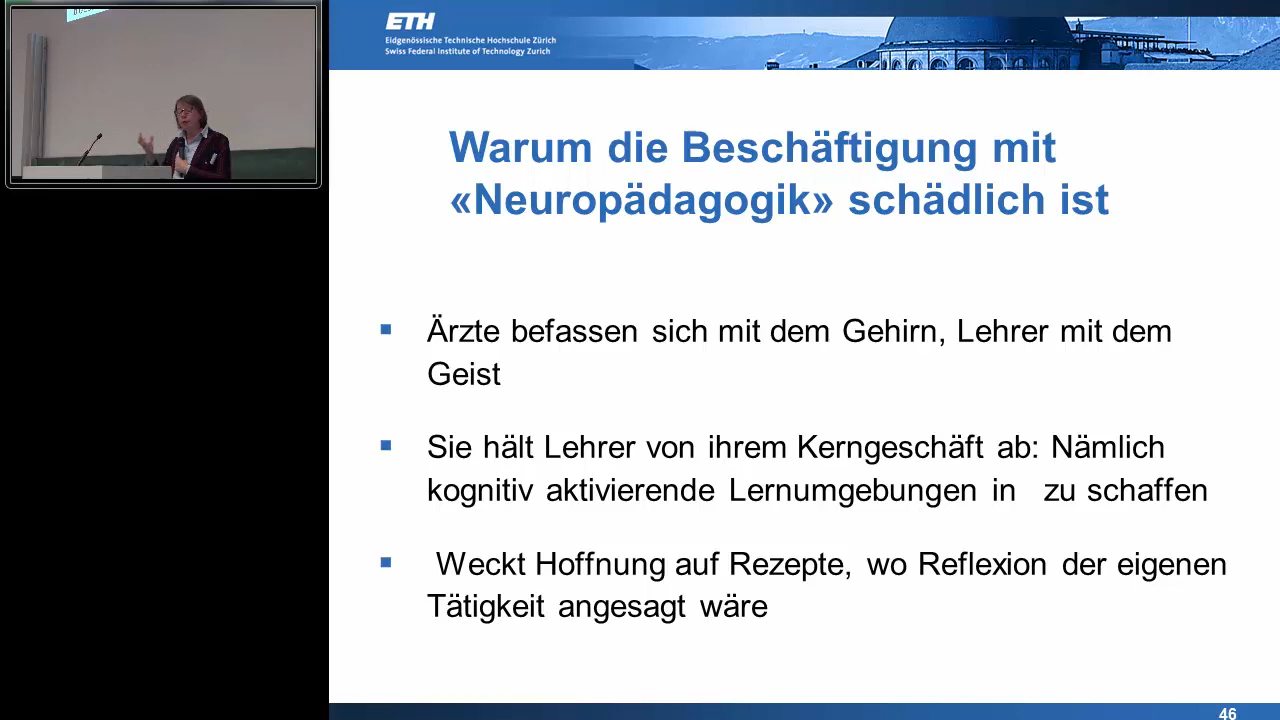 ETH
Eidgenössische Technische Hochschule Zürich
Swiss Federal Institute of Technology Zurich
Warum die Beschäftigung mit
«Neuropädagogik» schädlich ist
Ärzte befassen sich mit dem Gehirn, Lehrer mit dem
Geist
Sie hält Lehrer von ihrem Kerngeschäft ab: Nämlich
kognitiv aktivierende Lernumgebungen in zu schaffen
Weckt Hoffnung auf Rezepte, wo Reflexion der eigenen
Tätigkeit angesagt wäre
46